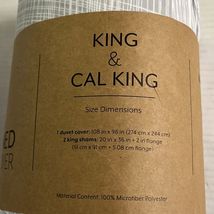 KING
&
CAL KING
Size Dimensions
1 duvet cover: 108 in x 96 in (274 cm x 244 cm)
2 king shams: 20 in x 36 in + 2 in flange
(51 cm x 91 cm + 5.08 cm flange)
Material Content: 100% Microfiber Polyester